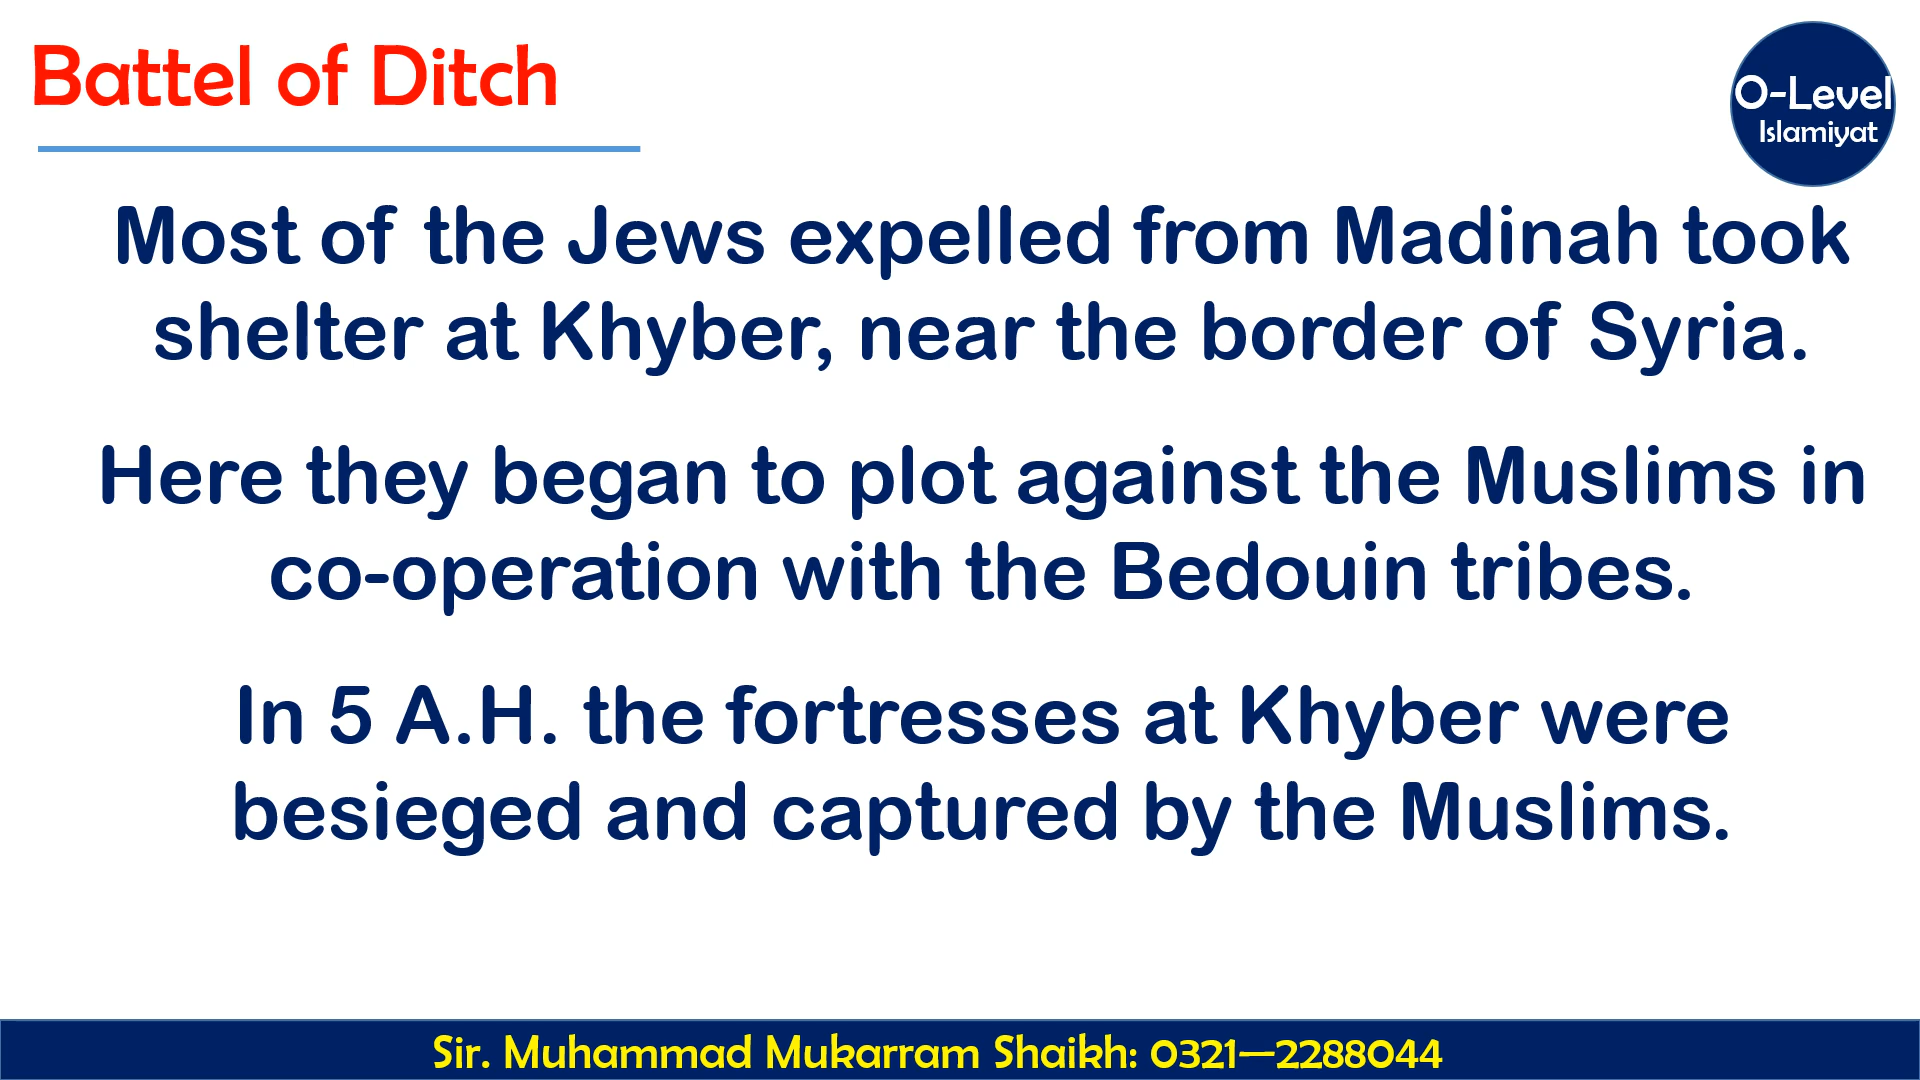 Battel of Ditch
O-Level
Islamiyat
Most of the Jews expelled from Madinah took
shelter at Khyber, near the border of Syria.
Here they began to plot against the Muslims in
co-operation with the Bedouin tribes.
In 5 A.H. the fortresses at Khyber were
besieged and captured by the Muslims.
Sir. Muhammad Mukarram Shaikh: 0321—2288044